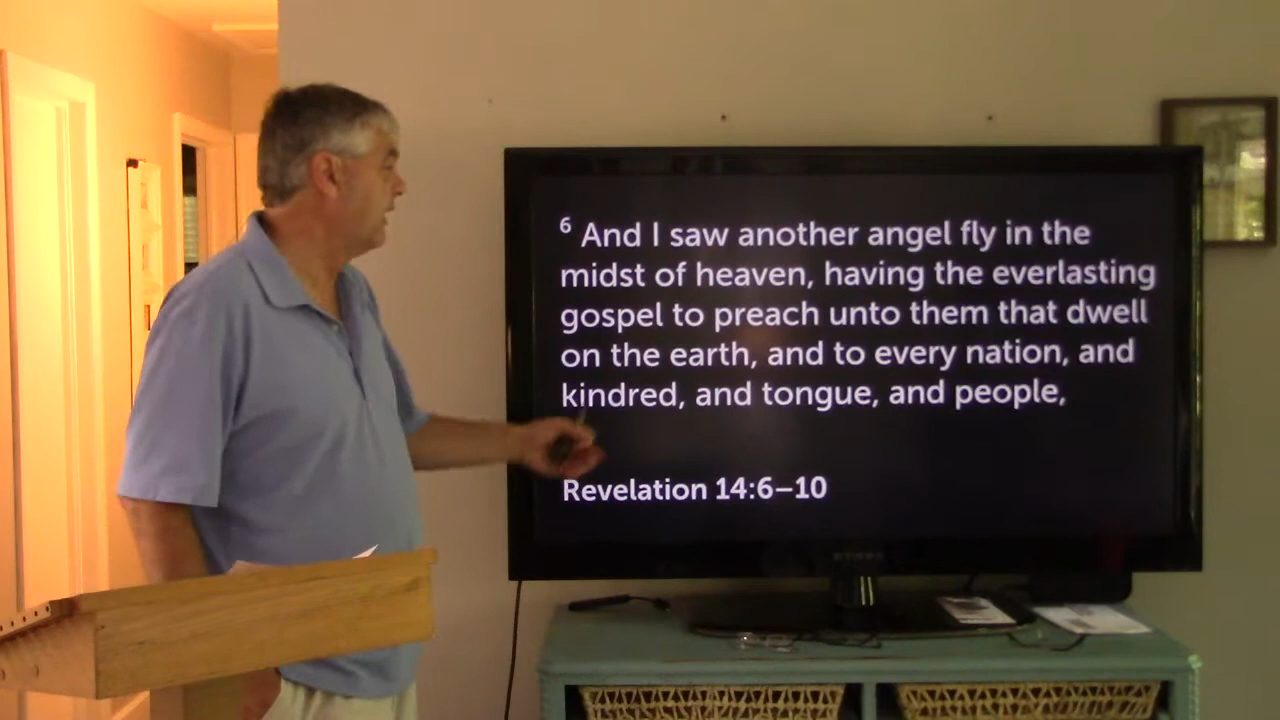 ⁶ And I saw another angel fly in the
midst of heaven, having the everlasting
gospel to preach unto them that dwell
on the earth, and to every nation, and
kindred, and tongue, and people,
Revelation 14:6–10